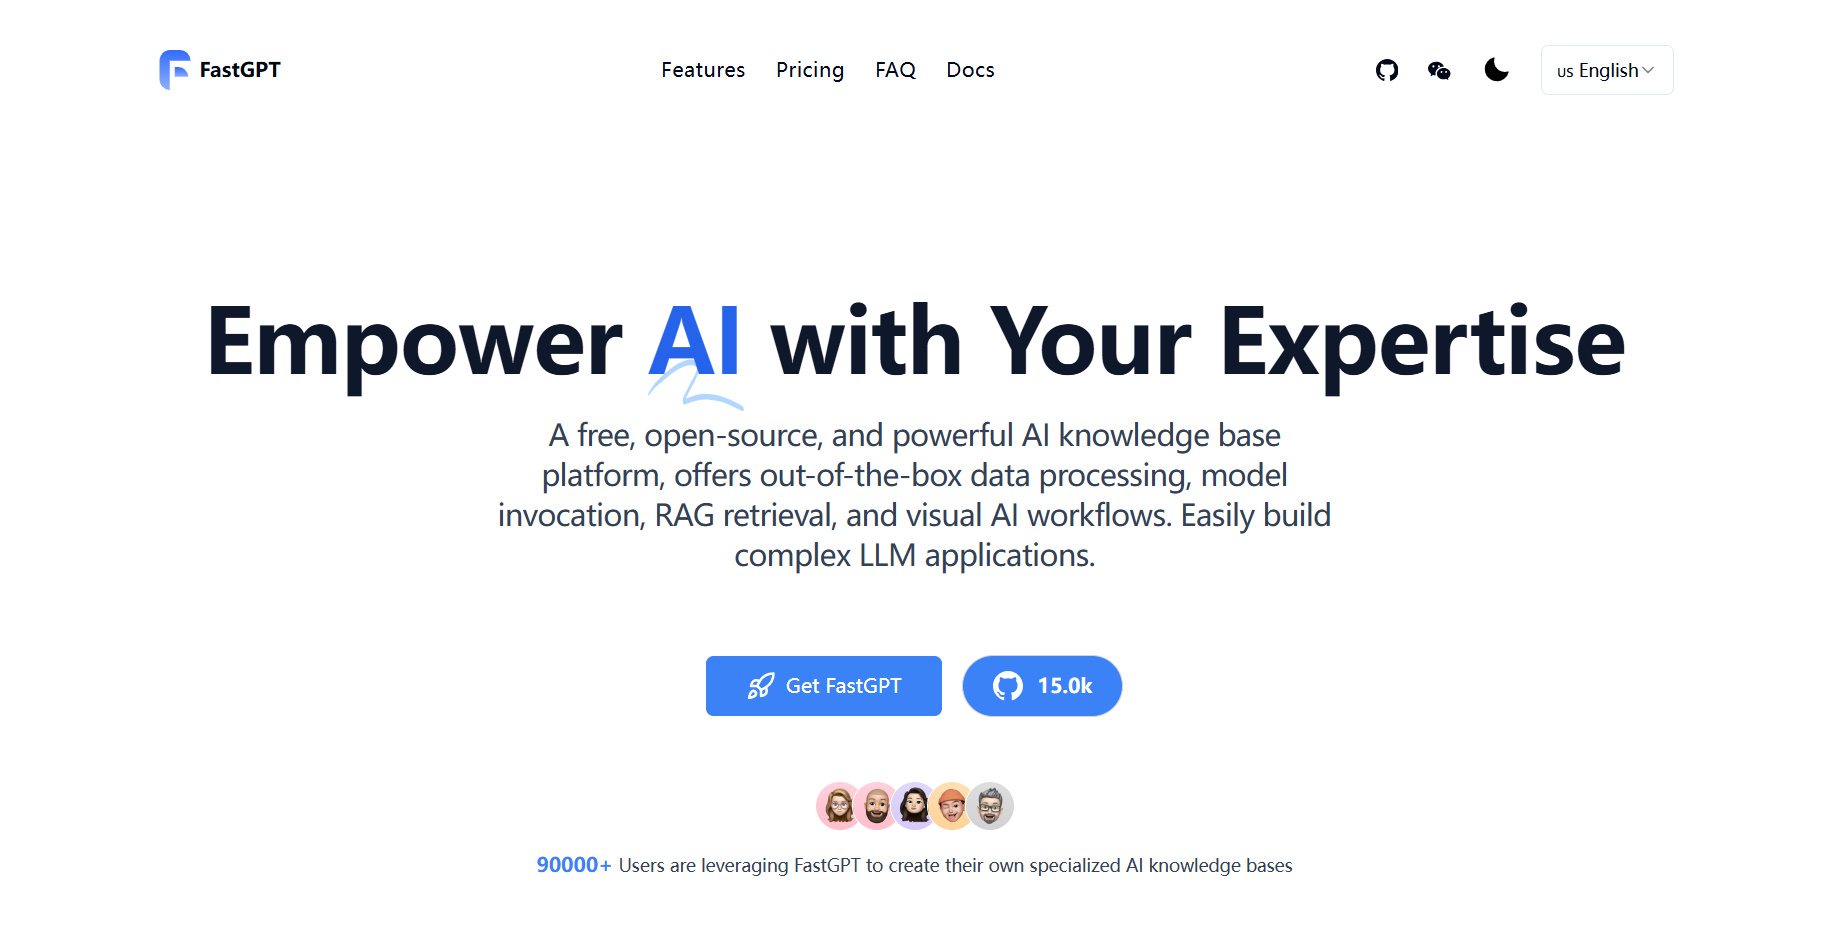 FastGPT
Features Pricing FAQ Docs
us English
Empower AI with Your Expertise
A free, open-source, and powerful AI knowledge base
platform, offers out-of-the-box data processing, model
invocation, RAG retrieval, and visual AI workflows. Easily build
complex LLM applications.
Get FastGPT
15.0k
90000+ Users are leveraging FastGPT to create their own specialized AI knowledge bases